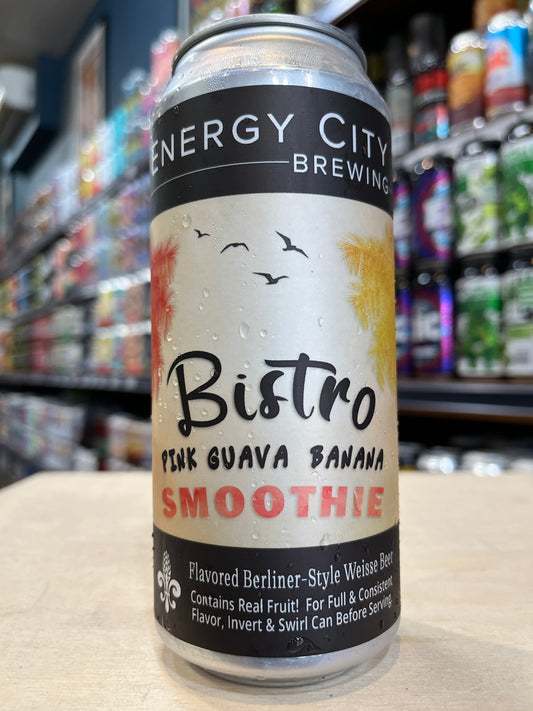 ENERGY CITY
BREWING
Bistro
PINK GUAVA BANANA
SMOOTHIE
Flavored Berliner-Style Weisse Beer
Contains Real Fruit! For Full & Consistent
Flavor, Invert & Swirl Can Before Serving.